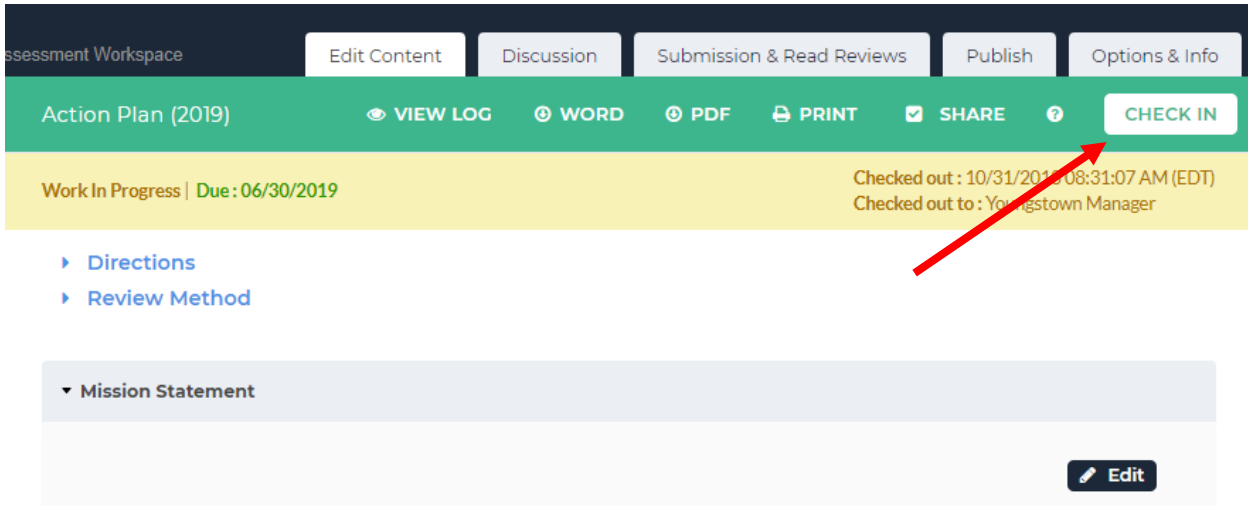 ssessment Workspace Edit Content Discussion Submission & Read Reviews Publish Options & Info
Action Plan (2019) VIEW LOG WORD PDF PRINT SHARE ? CHECK IN
Work In Progress | Due : 06/30/2019
Checked out : 10/31/2018 08:31:07 AM (EDT)
Checked out to : Youngstown Manager
Directions
Review Method
Mission Statement
Edit